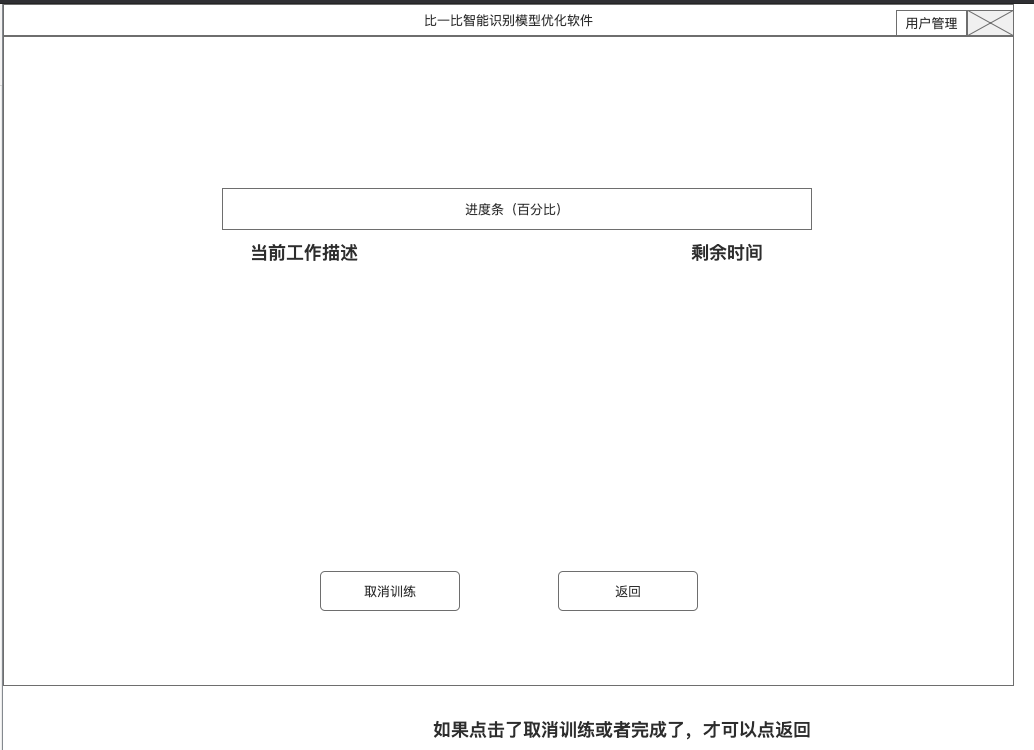 比一比智能识别模型优化软件
用户管理
进度条（百分比）
当前工作描述
剩余时间
取消训练
返回
如果点击了取消训练或者完成了，才可以点返回